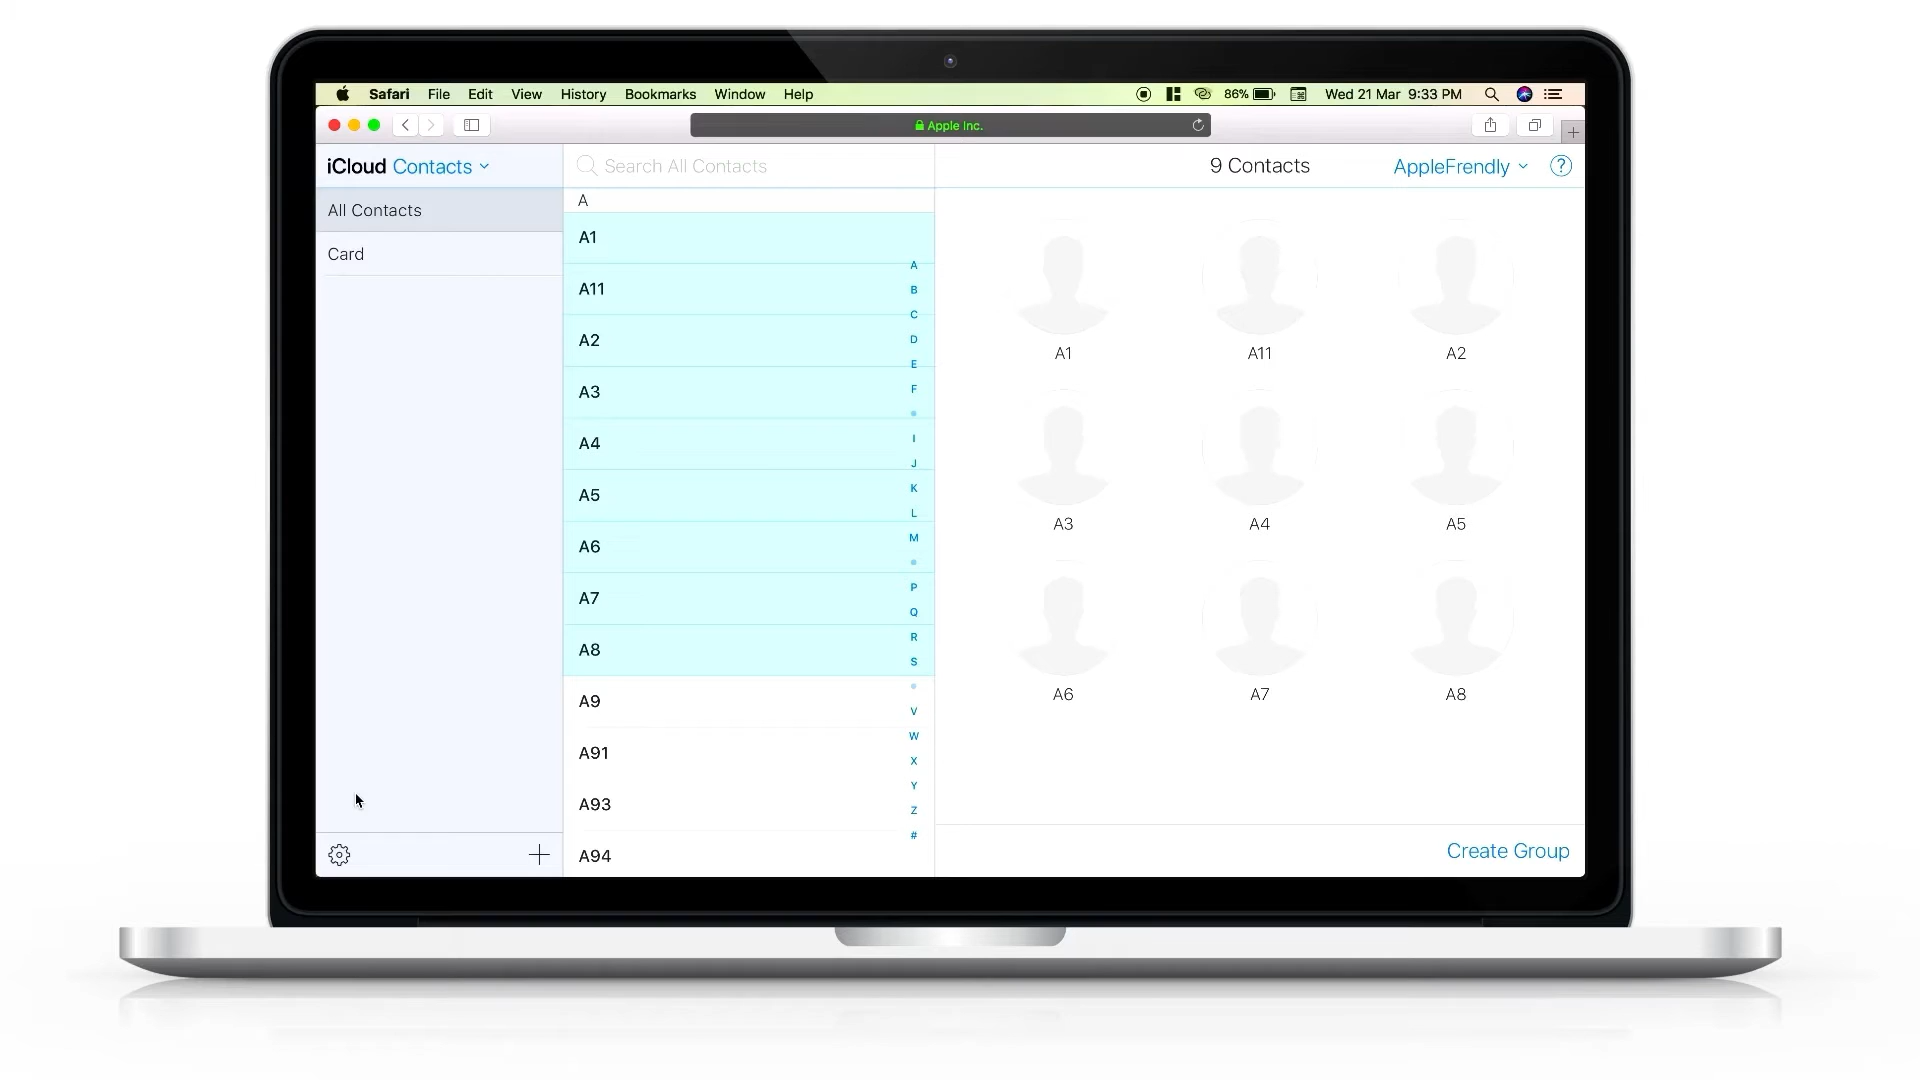 Safari File Edit View History Bookmarks Window Help 86% Wed 21 Mar 9:33 PM
Apple Inc.
iCloud Contacts
Search All Contacts
9 Contacts
AppleFrendly
?
All Contacts
Card
A
A1
A11
A2
A3
A4
A5
A6
A7
A8
A9
A91
A93
A94
A
B
C
D
E
F
I
J
K
L
M
P
Q
R
S
V
W
X
Y
Z
#
A1 A11 A2
A3 A4 A5
A6 A7 A8
Create Group